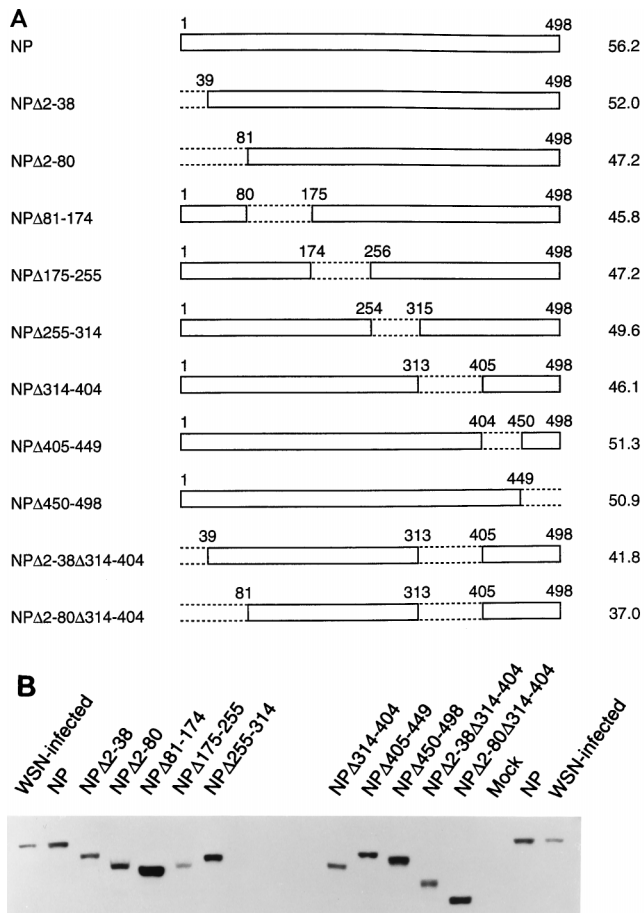 A
1 498
NP 56.2
39 498
NPΔ2-38 52.0
81 498
NPΔ2-80 47.2
1 80 175 498
NPΔ81-174 45.8
1 174 256 498
NPΔ175-255 47.2
1 254 315 498
NPΔ255-314 49.6
1 313 405 498
NPΔ314-404 46.1
1 404 450 498
NPΔ405-449 51.3
1 449
NPΔ450-498 50.9
39 313 405 498
NPΔ2-38Δ314-404 41.8
81 313 405 498
NPΔ2-80Δ314-404 37.0
B
WSN-infected
NP
NPΔ2-38
NPΔ2-80
NPΔ81-174
NPΔ175-255
NPΔ255-314
NPΔ314-404
NPΔ405-449
NPΔ450-498
NPΔ2-38Δ314-404
NPΔ2-80Δ314-404
Mock
NP
WSN-infected